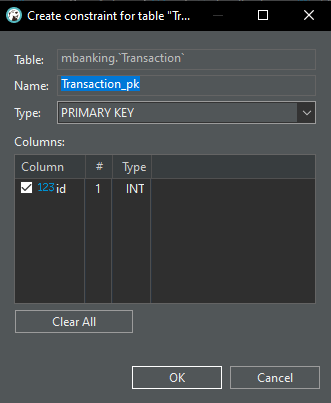 Create constraint for table "Tr...
Table: mbanking.`Transaction`
Name: Transaction_pk
Type: PRIMARY KEY
Columns:
Column # Type
123 id 1 INT
Clear All
OK Cancel